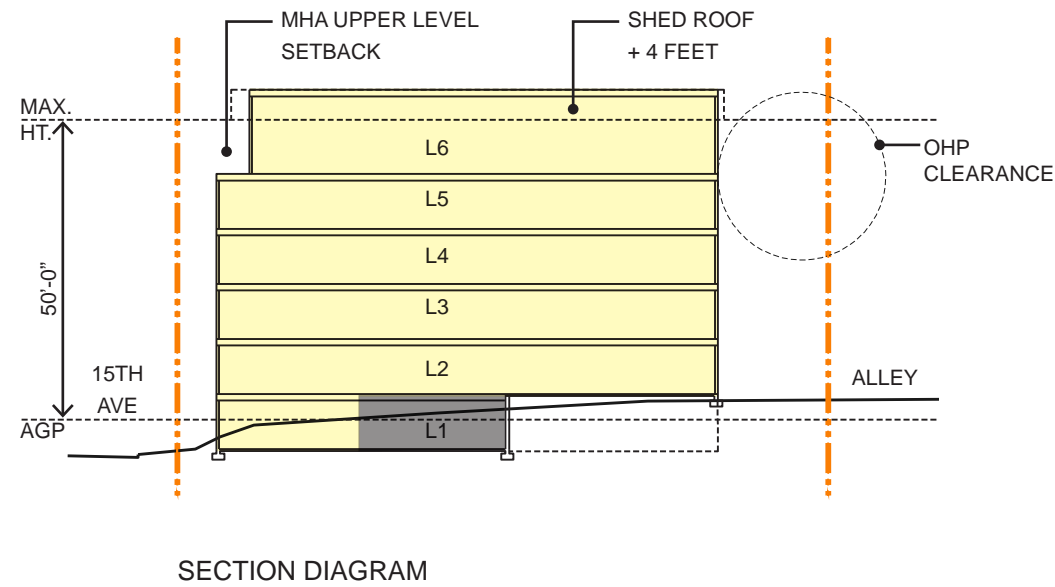 MHA UPPER LEVEL
SETBACK
SHED ROOF
+ 4 FEET
MAX.
HT.
L6
OHP
CLEARANCE
L5
L4
50'-0"
L3
L2
15TH
AVE
ALLEY
AGP
L1
SECTION DIAGRAM